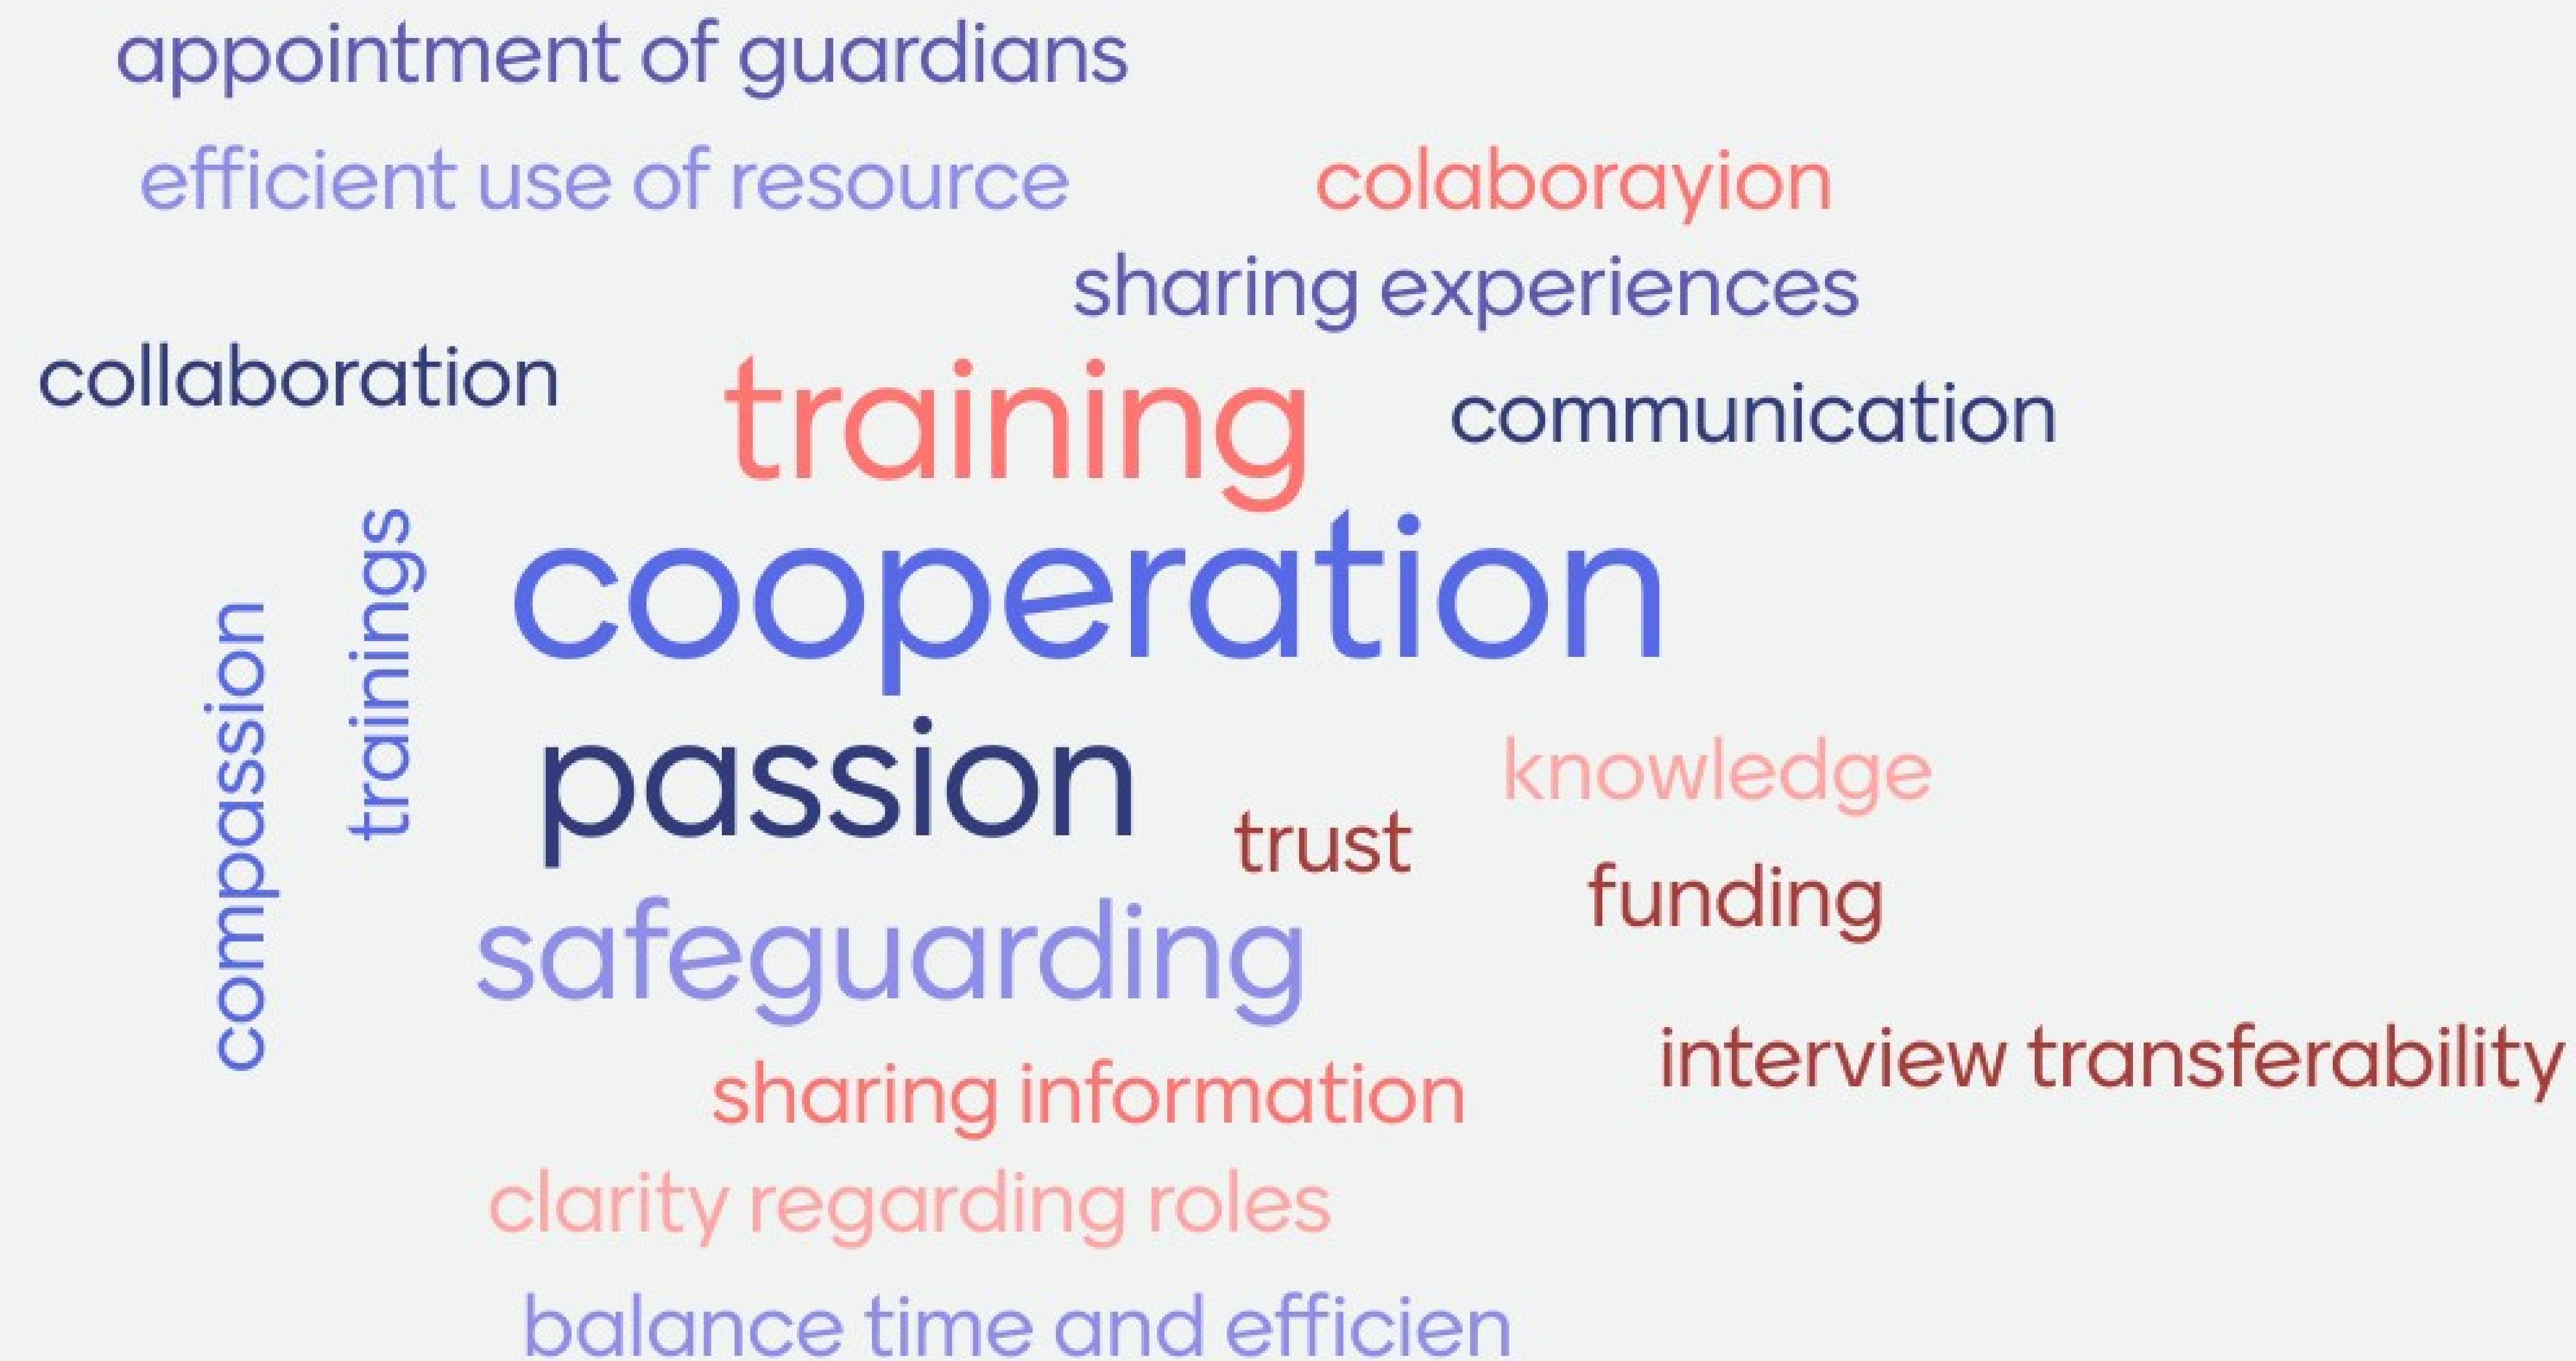 appointment of guardians
efficient use of resource
colaborayion
sharing experiences
collaboration
training
communication
trainings
cooperation
compassion
passion
knowledge
trust
funding
safeguarding
interview transferability
sharing information
clarity regarding roles
balance time and efficien